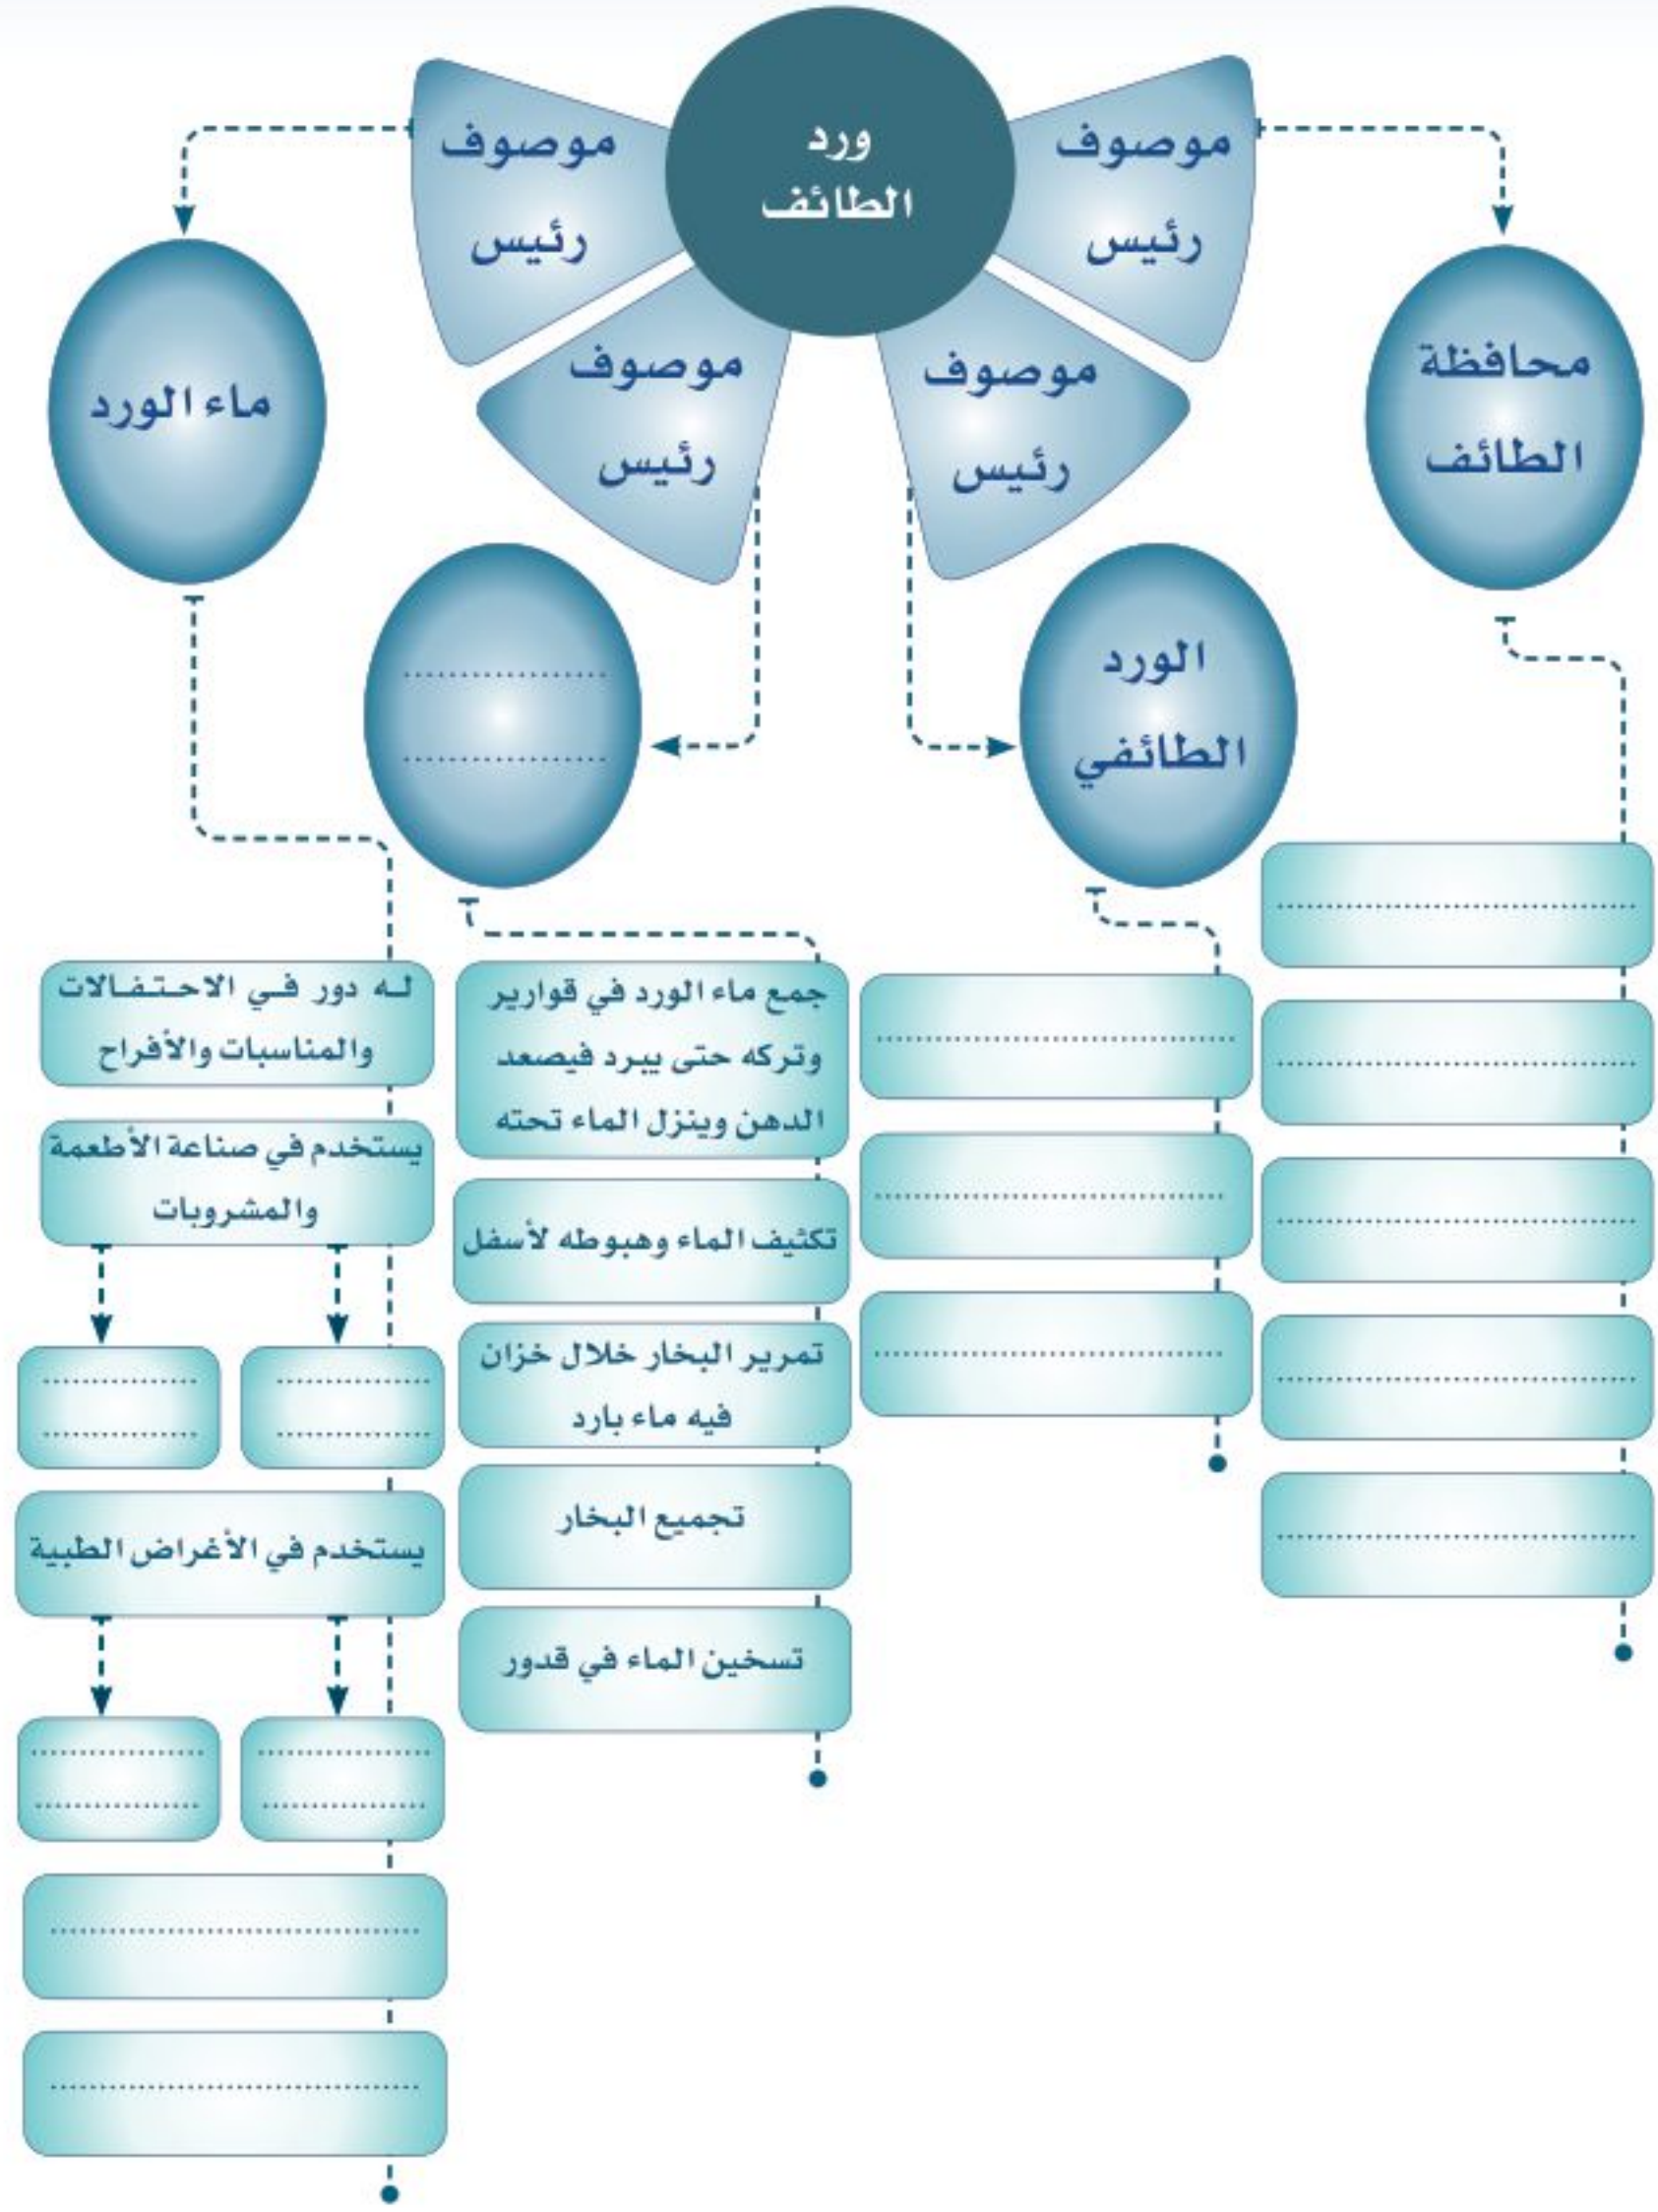 ورد
الطائف
موصوف
رئيس
موصوف
رئيس
موصوف
رئيس
موصوف
رئيس
محافظة
الطائف
ماء الورد
الورد
الطائفي
....................
....................
....................
....................
....................
....................
....................
....................
....................
....................
جمع ماء الورد في قوارير
وتركه حتى يبرد فيصعد
الدهن وينزل الماء تحته
تكثيف الماء وهبوطه لأسفل
تمرير البخار خلال خزان
فيه ماء بارد
تجميع البخار
تسخين الماء في قدور
له دور في الاحتفالات
والمناسبات والأفراح
يستخدم في صناعة الأطعمة
والمشروبات
....................
....................
....................
....................
يستخدم في الأغراض الطبية
....................
....................
....................
....................
....................
....................